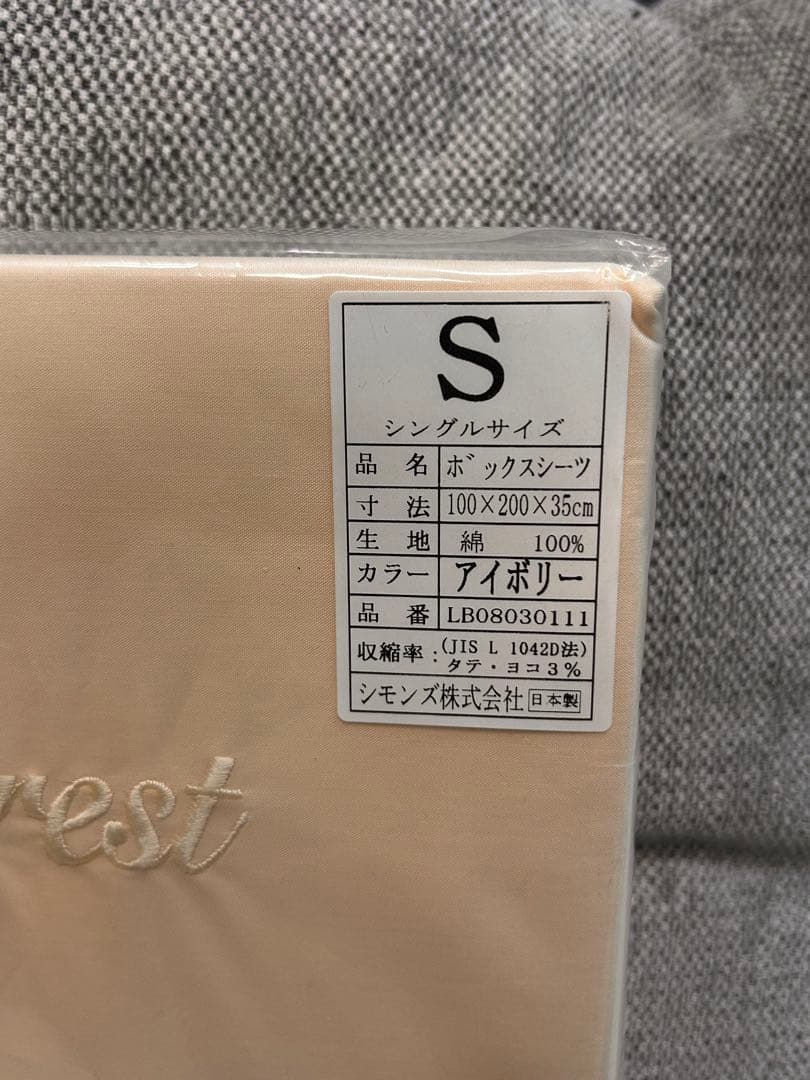 S
シングルサイズ
品 名 ボックスシーツ
寸 法 100×200×35cm
生 地 綿 100%
カラー アイボリー
品 番 LB08030111
収縮率:(JIS L 1042D法)
タテ・ヨコ3%
シモンズ株式会社 日本製
rest